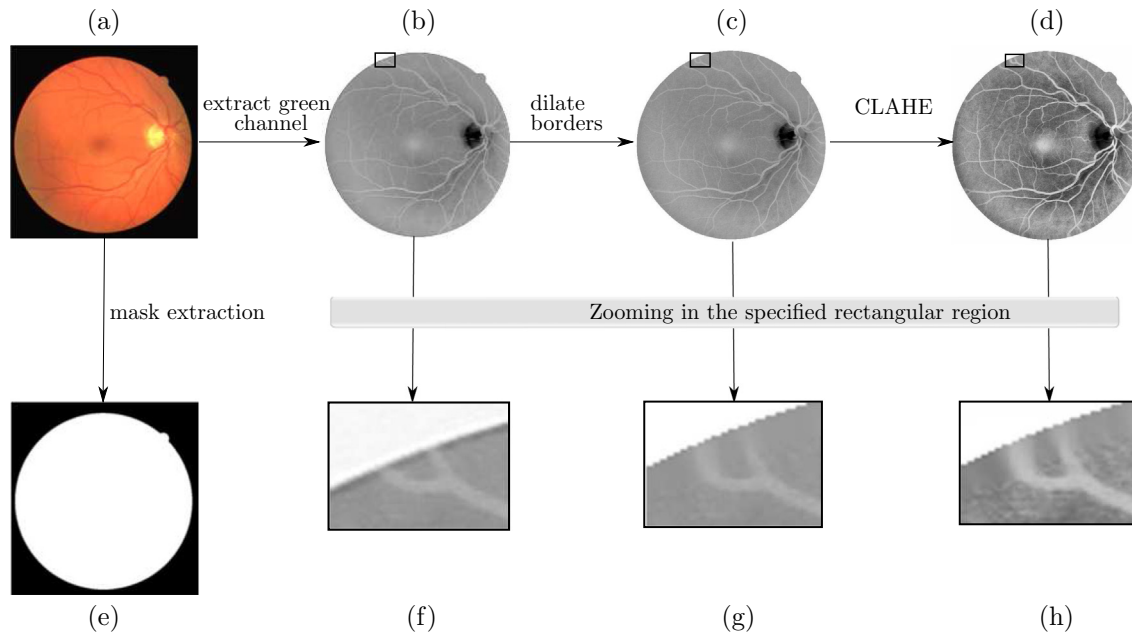 (a)
(b)
(c)
(d)
extract green
channel
dilate
borders
CLAHE
mask extraction
Zooming in the specified rectangular region
(e)
(f)
(g)
(h)